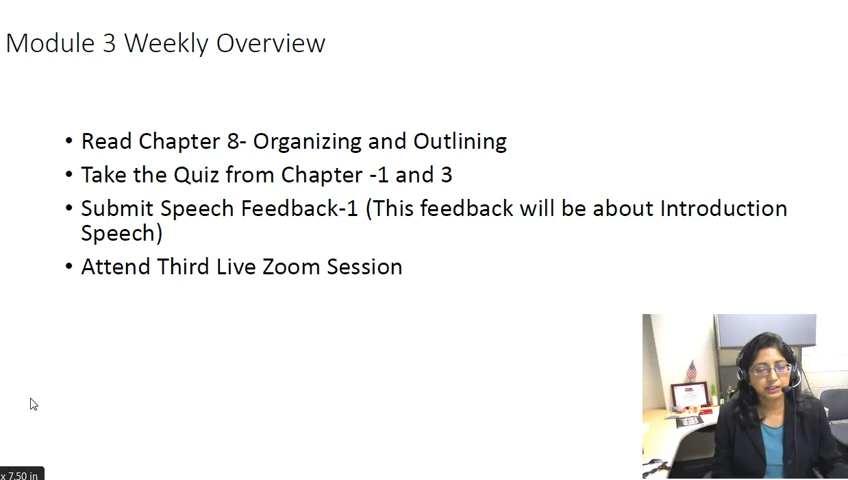 Module 3 Weekly Overview
• Read Chapter 8- Organizing and Outlining
• Take the Quiz from Chapter -1 and 3
• Submit Speech Feedback-1 (This feedback will be about Introduction
Speech)
• Attend Third Live Zoom Session
x 7.50 in